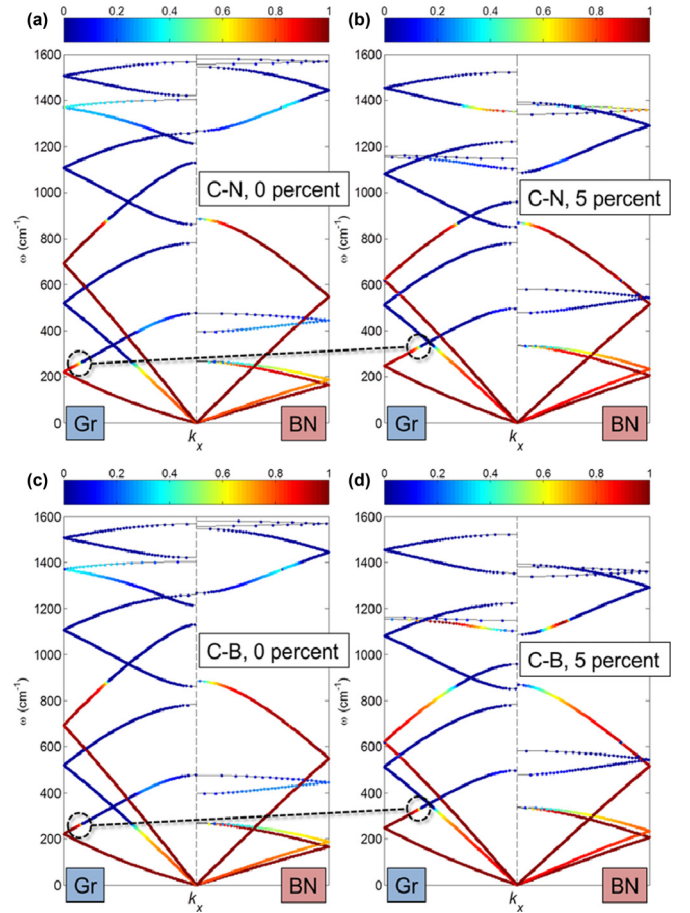 (a) (b)
0 0.2 0.4 0.6 0.8 1 0 0.2 0.4 0.6 0.8 1
1600 1600
1400 1400
1200 1200
C-N, 0 percent C-N, 5 percent
1000 1000
ω (cm⁻¹) ω (cm⁻¹)
800 800
600 600
400 400
200 200
Gr BN Gr BN
0 0
kₓ kₓ
(c) (d)
0 0.2 0.4 0.6 0.8 1 0 0.2 0.4 0.6 0.8 1
1600 1600
1400 1400
1200 1200
C-B, 0 percent C-B, 5 percent
1000 1000
ω (cm⁻¹) ω (cm⁻¹)
800 800
600 600
400 400
200 200
Gr BN Gr BN
0 0
kₓ kₓ